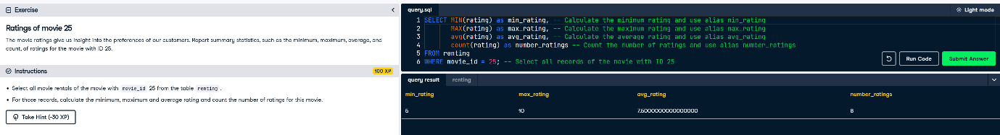 Exercise
Ratings of movie 25
The movie ratings give us insight into the preferences of our customers. Report summary statistics, such as the minimum, maximum, average, and
count, of ratings for the movie with ID 25.
Instructions
100 XP
Select all movie rentals of the movie with movie_id 25 from the table renting.
For those records, calculate the minimum, maximum and average rating and count the number of ratings for this movie.
Take Hint (-30 XP)
query.sql
Light mode
1 SELECT MIN(rating) as min_rating, -- Calculate the minimum rating and use alias min_rating
2 MAX(rating) as max_rating, -- Calculate the maximum rating and use alias max_rating
3 avg(rating) as avg_rating, -- Calculate the average rating and use alias avg_rating
4 count(rating) as number_ratings -- Count the number of ratings and use alias number_ratings
5 FROM renting
6 WHERE movie_id = 25; -- Select all records of the movie with ID 25
Run Code
Submit Answer
query result renting
min_rating max_rating avg_rating number_ratings
5 10 7.5000000000000000 8